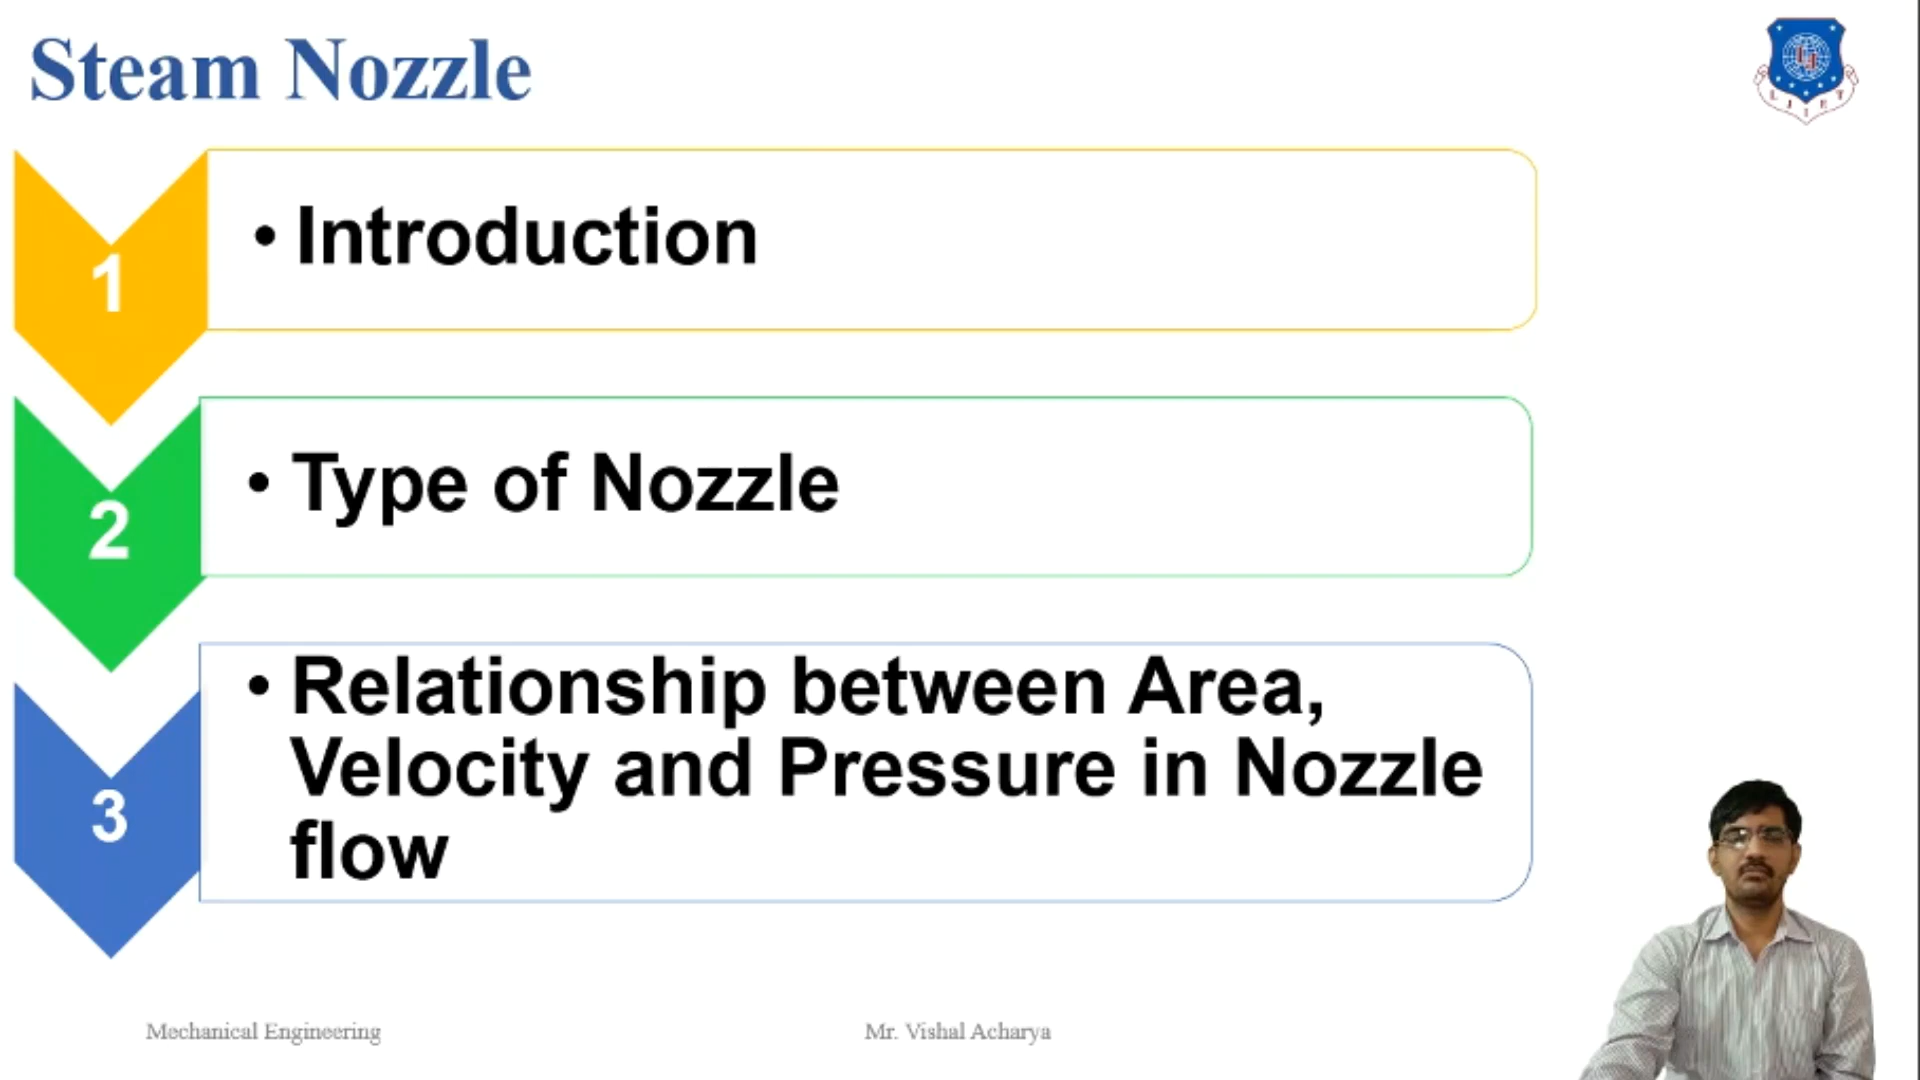 Steam Nozzle
L J I E T
1
• Introduction
2
• Type of Nozzle
3
• Relationship between Area,
Velocity and Pressure in Nozzle
flow
Mechanical Engineering
Mr. Vishal Acharya